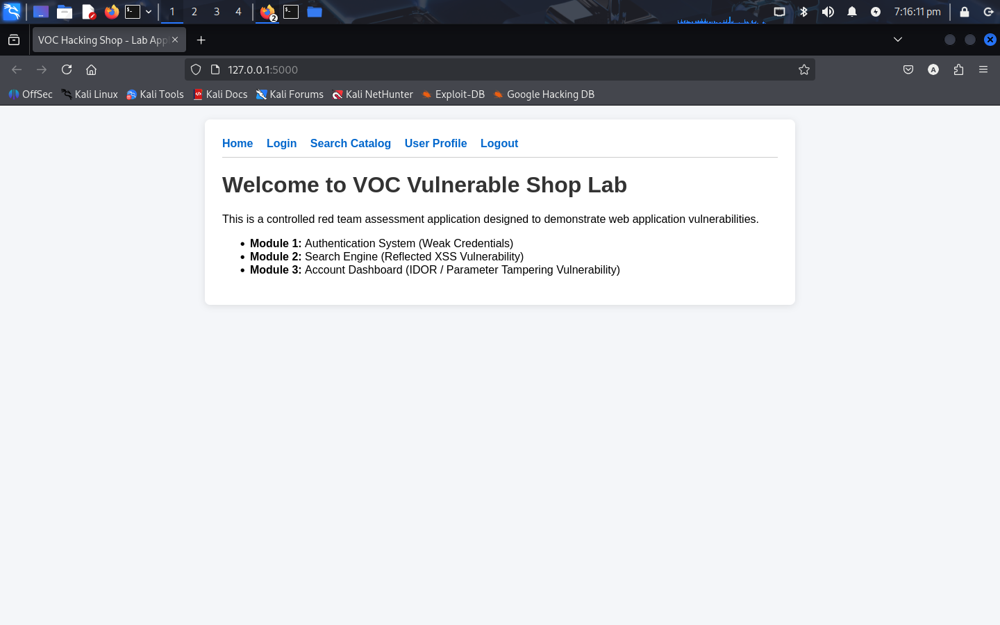 1 2 3 4 2 7:16:11 pm
VOC Hacking Shop - Lab App
127.0.0.1:5000 A
OffSec Kali Linux Kali Tools Kali Docs Kali Forums Kali NetHunter Exploit-DB Google Hacking DB
Home Login Search Catalog User Profile Logout
Welcome to VOC Vulnerable Shop Lab
This is a controlled red team assessment application designed to demonstrate web application vulnerabilities.
• Module 1: Authentication System (Weak Credentials)
• Module 2: Search Engine (Reflected XSS Vulnerability)
• Module 3: Account Dashboard (IDOR / Parameter Tampering Vulnerability)